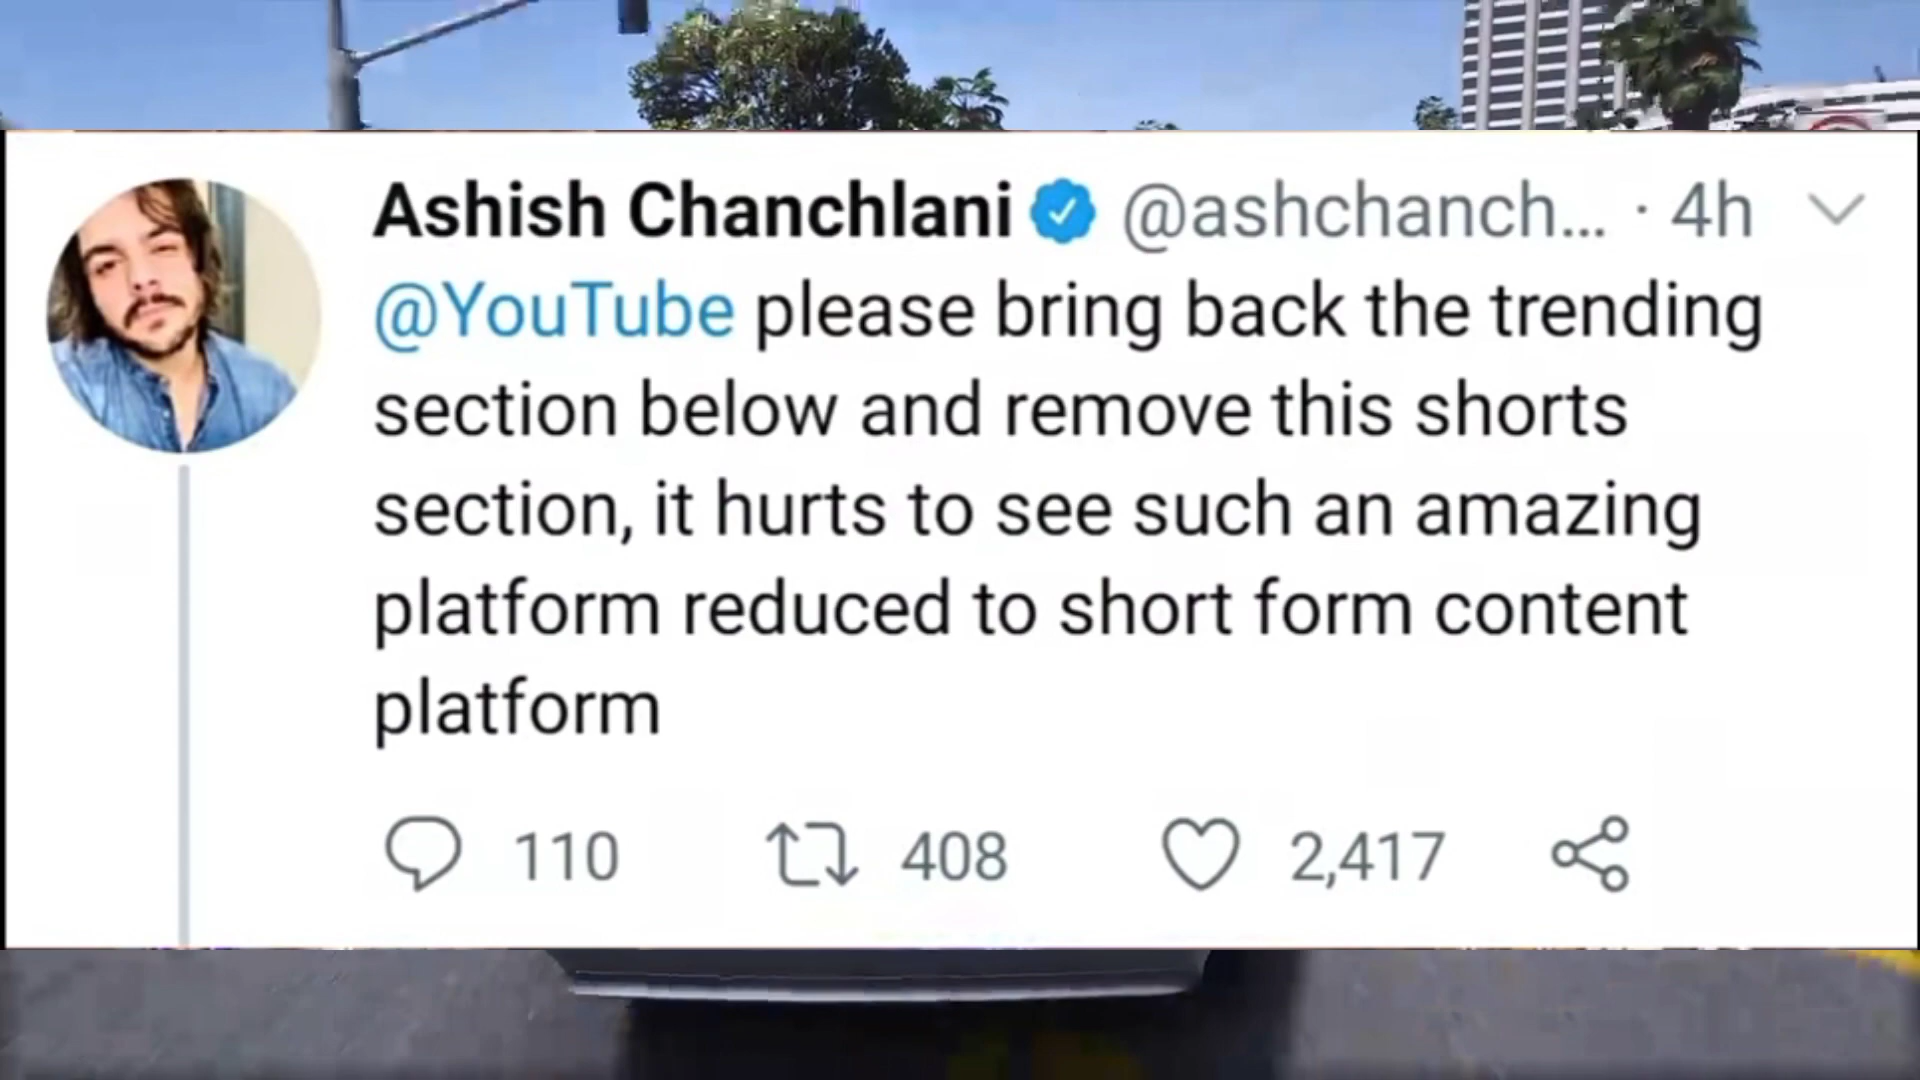 Ashish Chanchlani @ashchanch... · 4h
@YouTube please bring back the trending
section below and remove this shorts
section, it hurts to see such an amazing
platform reduced to short form content
platform
110 408 2,417